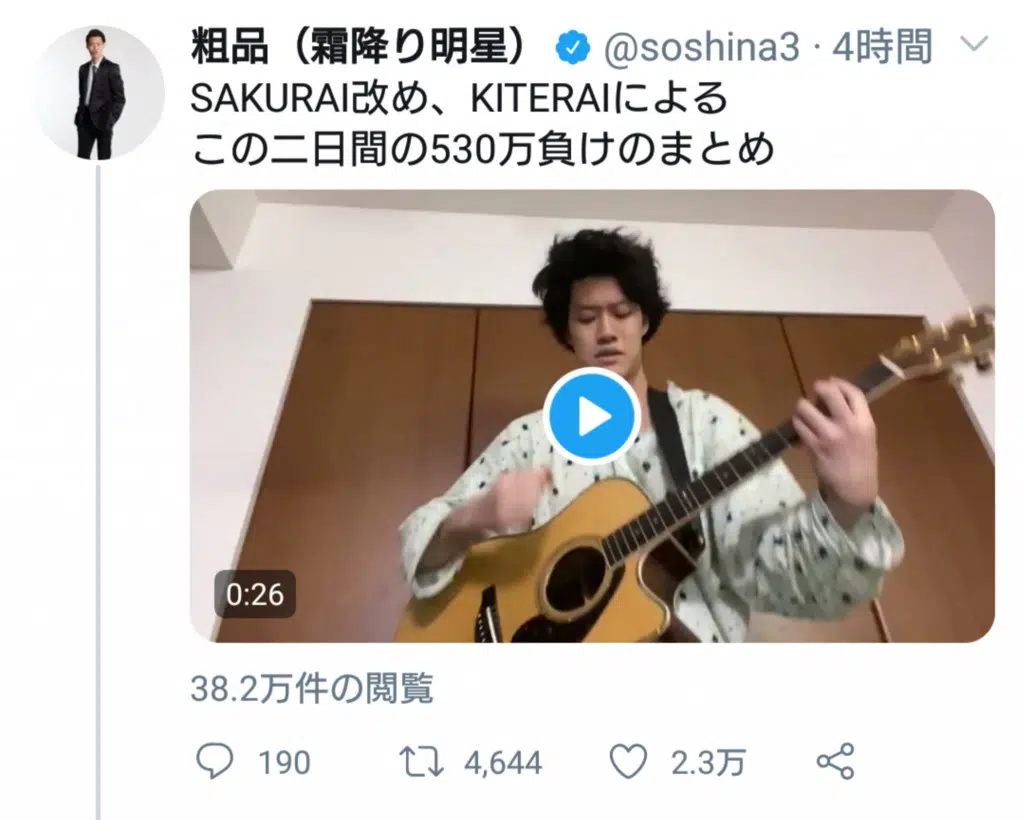 粗品（霜降り明星） @soshina3 · 4時間
SAKURAI改め、KITERAIによる
この二日間の530万負けのまとめ
0:26
38.2万件の閲覧
190 4,644 2.3万